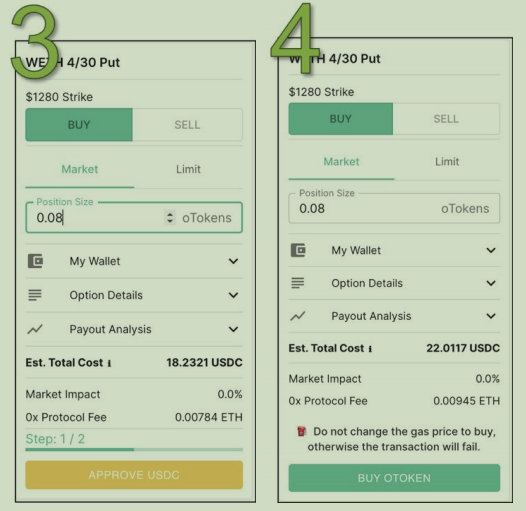 3
WETH 4/30 Put
$1280 Strike
BUY SELL
Market Limit
Position Size
0.08 oTokens
My Wallet
Option Details
Payout Analysis
Est. Total Cost i 18.2321 USDC
Market Impact 0.0%
0x Protocol Fee 0.00784 ETH
Step: 1 / 2
APPROVE USDC
4
WETH 4/30 Put
$1280 Strike
BUY SELL
Market Limit
Position Size
0.08 oTokens
My Wallet
Option Details
Payout Analysis
Est. Total Cost i 22.0117 USDC
Market Impact 0.0%
0x Protocol Fee 0.00945 ETH
Do not change the gas price to buy,
otherwise the transaction will fail.
BUY OTOKEN